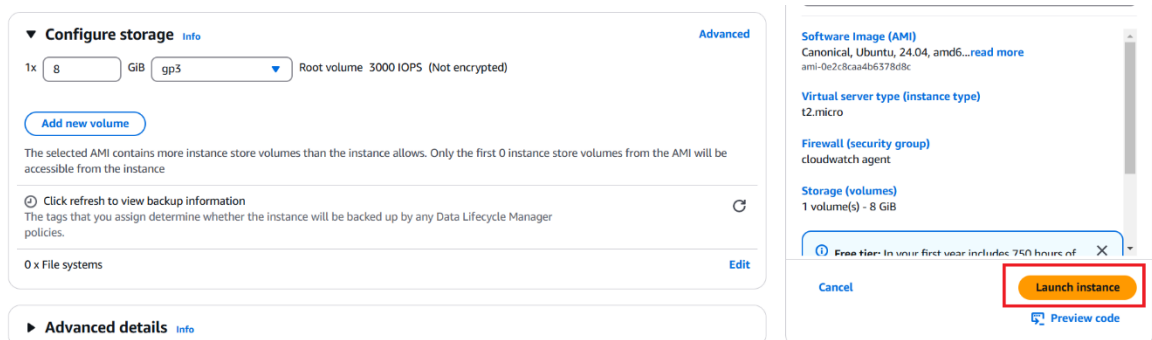 Configure storage Info
Advanced
1x 8 GiB gp3 Root volume 3000 IOPS (Not encrypted)
Add new volume
The selected AMI contains more instance store volumes than the instance allows. Only the first 0 instance store volumes from the AMI will be
accessible from the instance
Click refresh to view backup information
The tags that you assign determine whether the instance will be backed up by any Data Lifecycle Manager
policies.
0 x File systems
Edit
Advanced details Info
Software Image (AMI)
Canonical, Ubuntu, 24.04, amd6...read more
ami-0e2c8caa4b6378d8c
Virtual server type (instance type)
t2.micro
Firewall (security group)
cloudwatch agent
Storage (volumes)
1 volume(s) - 8 GiB
Free tier: In your first year includes 750 hours of
Cancel
Launch instance
Preview code